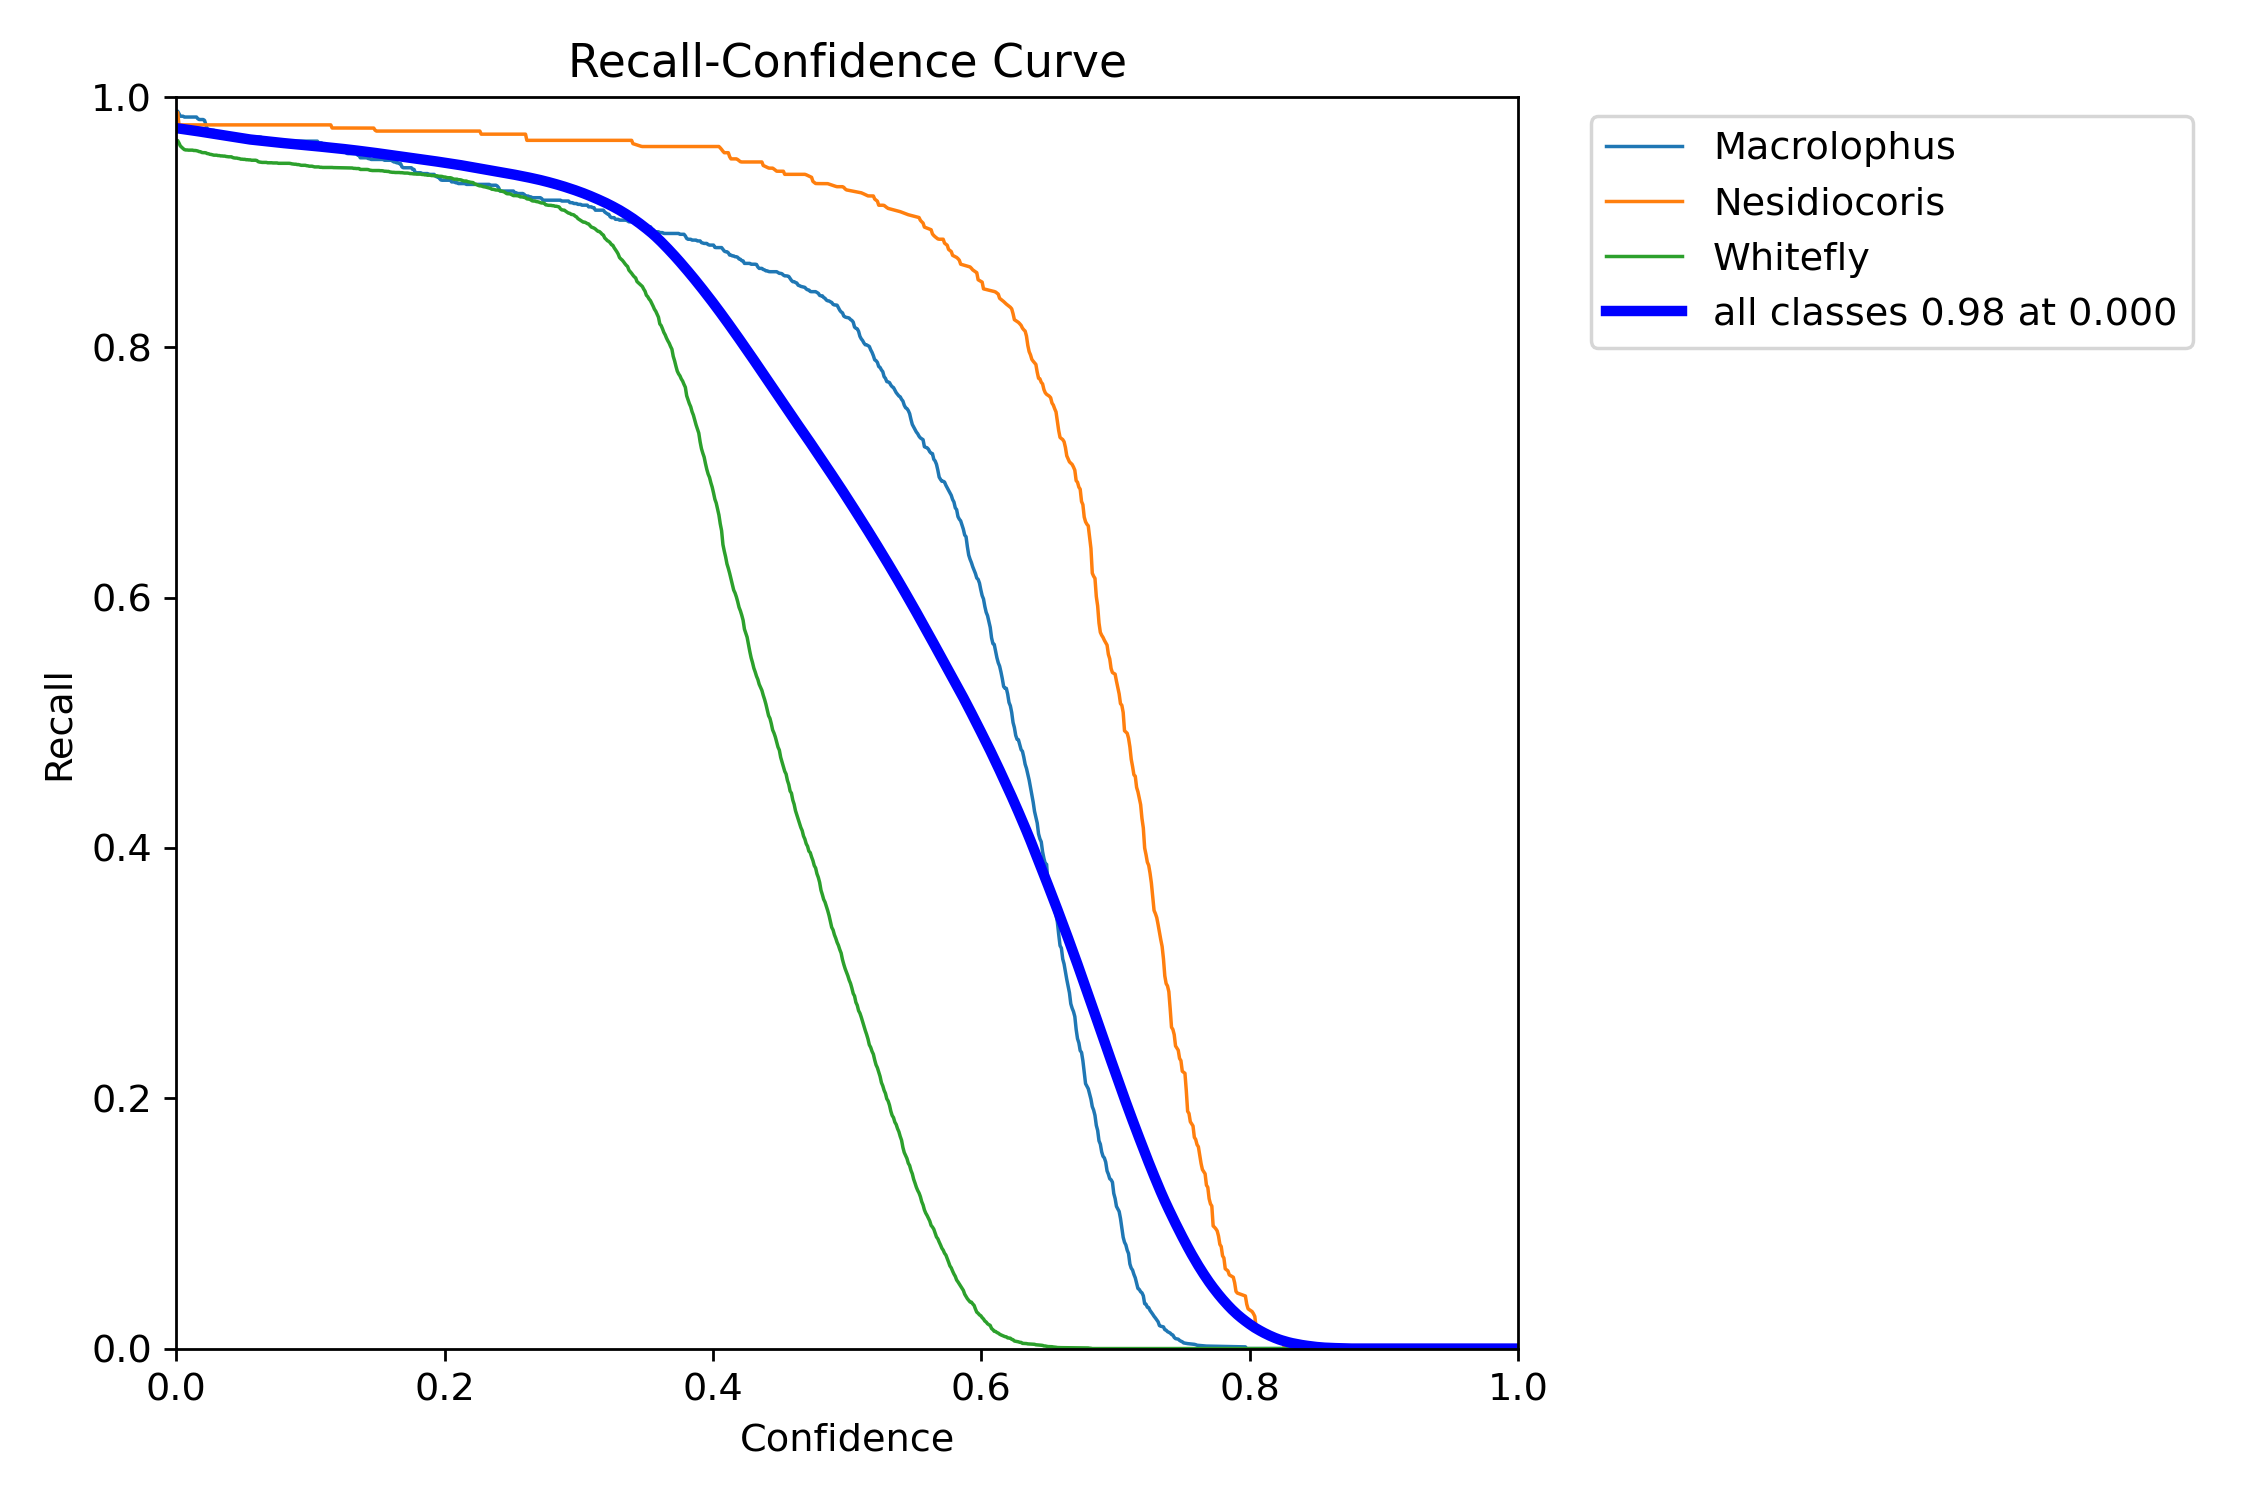 Recall-Confidence Curve
1.0
0.8
0.6
0.4
0.2
0.0
Recall
0.0 0.2 0.4 0.6 0.8 1.0
Confidence
Macrolophus
Nesidiocoris
Whitefly
all classes 0.98 at 0.000